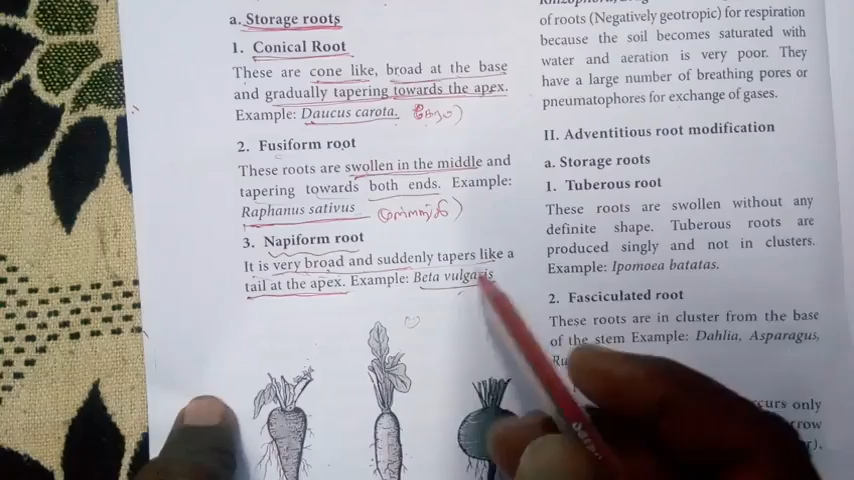 a. Storage roots
1. Conical Root
These are cone like, broad at the base
and gradually tapering towards the apex.
Example: Daucus carota.
2. Fusiform root
These roots are swollen in the middle and
tapering towards both ends. Example:
Raphanus sativus
3. Napiform root
It is very broad and suddenly tapers like a
tail at the apex. Example: Beta vulgaris
of roots (Negatively geotropic) for respiration
because the soil becomes saturated with
water and aeration is very poor. They
have a large number of breathing pores or
pneumatophores for exchange of gases.
II. Adventitious root modification
a. Storage roots
1. Tuberous root
These roots are swollen without any
definite shape. Tuberous roots are
produced singly and not in clusters.
Example: Ipomoea batatas.
2. Fasciculated root
These roots are in cluster from the base
of the stem Example: Dahlia, Asparagus,
only